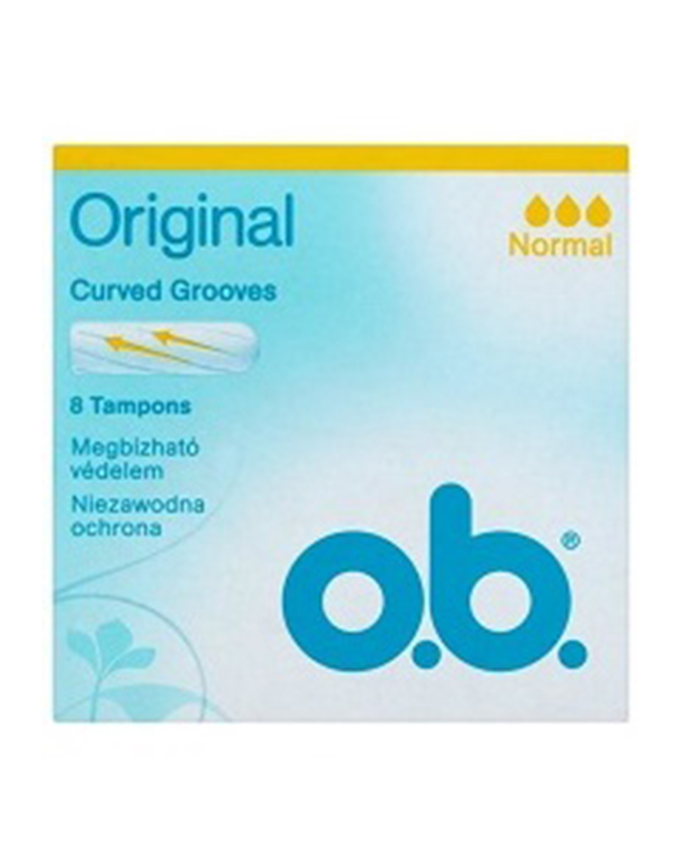 Original
Normal
Curved Grooves
8 Tampons
Megbízható
védelem
Niezawodna
ochrona
o.b.®